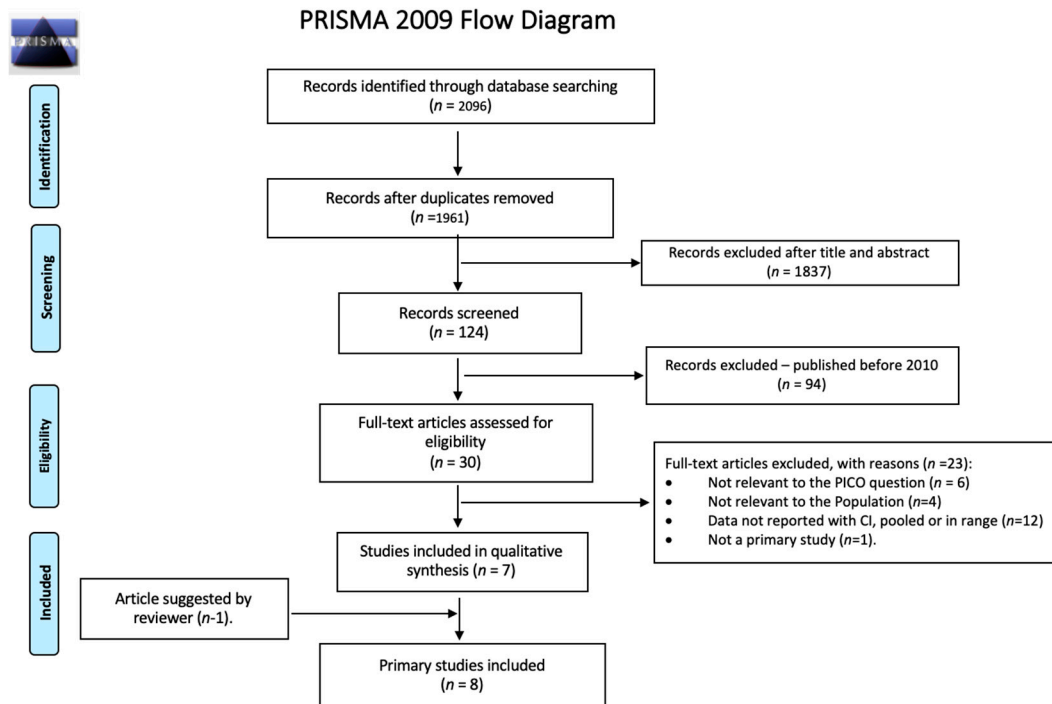 PRISMA 2009 Flow Diagram
PRISMA
Identification
Records identified through database searching
(n = 2096)
Records after duplicates removed
(n =1961)
Screening
Records excluded after title and abstract
(n = 1837)
Records screened
(n = 124)
Records excluded – published before 2010
(n = 94)
Eligibility
Full-text articles assessed for
eligibility
(n = 30)
Full-text articles excluded, with reasons (n =23):
• Not relevant to the PICO question (n = 6)
• Not relevant to the Population (n=4)
• Data not reported with CI, pooled or in range (n=12)
• Not a primary study (n=1).
Included
Studies included in qualitative
synthesis (n = 7)
Article suggested by
reviewer (n-1).
Primary studies included
(n = 8)